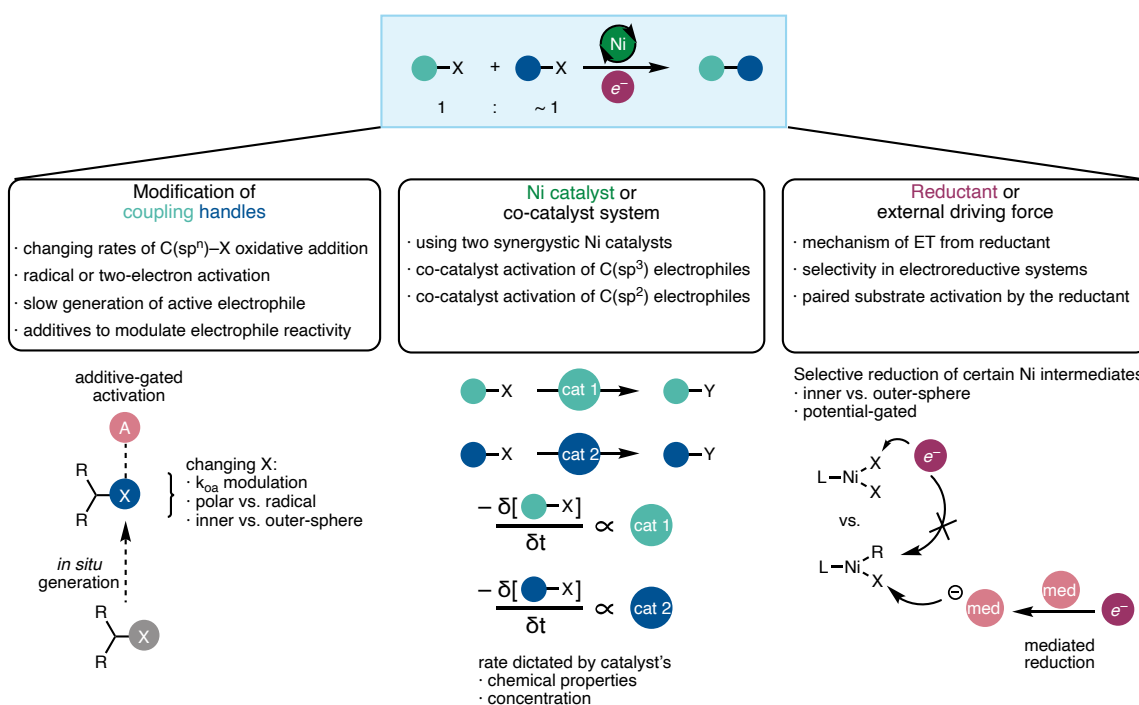 Ni
X + X
e⁻
1 : ~ 1
Modification of
coupling handles
· changing rates of C(spⁿ)–X oxidative addition
· radical or two-electron activation
· slow generation of active electrophile
· additives to modulate electrophile reactivity
Ni catalyst or
co-catalyst system
· using two synergystic Ni catalysts
· co-catalyst activation of C(sp³) electrophiles
· co-catalyst activation of C(sp²) electrophiles
Reductant or
external driving force
· mechanism of ET from reductant
· selectivity in electroreductive systems
· paired substrate activation by the reductant
additive-gated
activation
A
R
X
R
changing X:
· kₒₐ modulation
· polar vs. radical
· inner vs. outer-sphere
in situ
generation
R
X
R
X cat 1 Y
X cat 2 Y
− δ[ X]
δt
∝ cat 1
− δ[ X]
δt
∝ cat 2
rate dictated by catalyst's
· chemical properties
· concentration
Selective reduction of certain Ni intermediates:
· inner vs. outer-sphere
· potential-gated
X
e⁻
L–Ni
X
vs.
R
L–Ni
X
⊖
med
med
e⁻
mediated
reduction